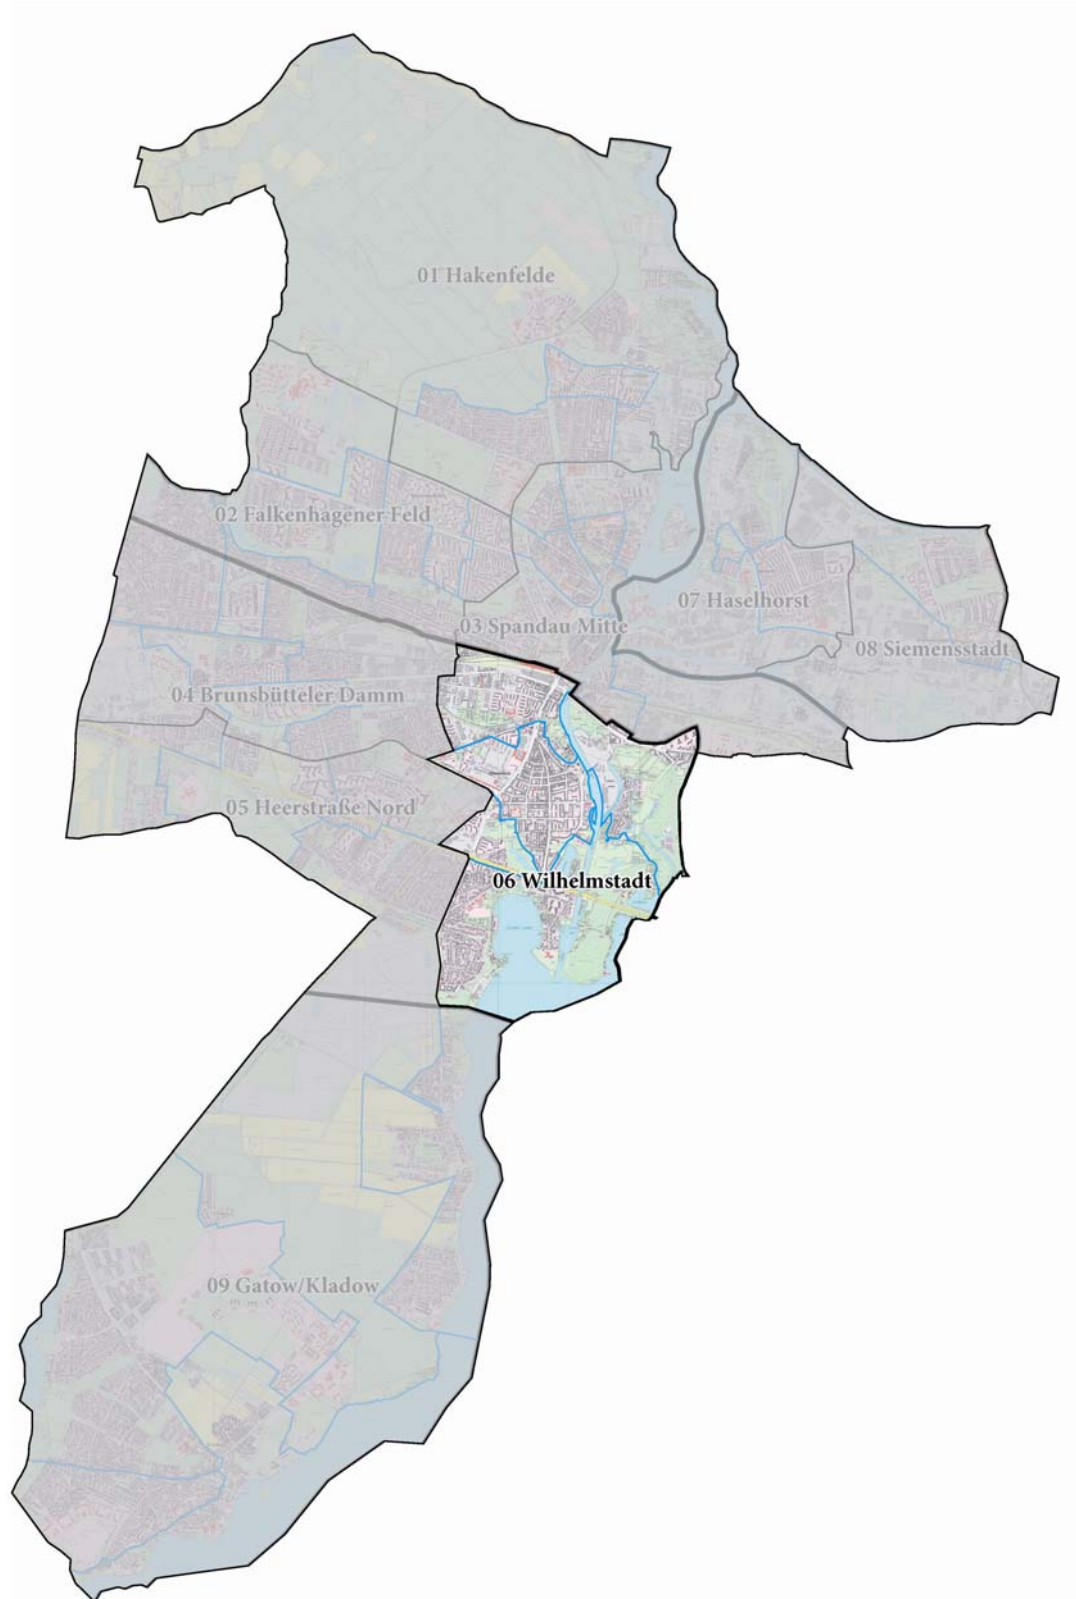 01 Hakenfelde
02 Falkenhagener Feld
07 Haselhorst
03 Spandau Mitte
08 Siemensstadt
04 Brunsbütteler Damm
05 Heerstraße Nord
06 Wilhelmstadt
09 Gatow/Kladow